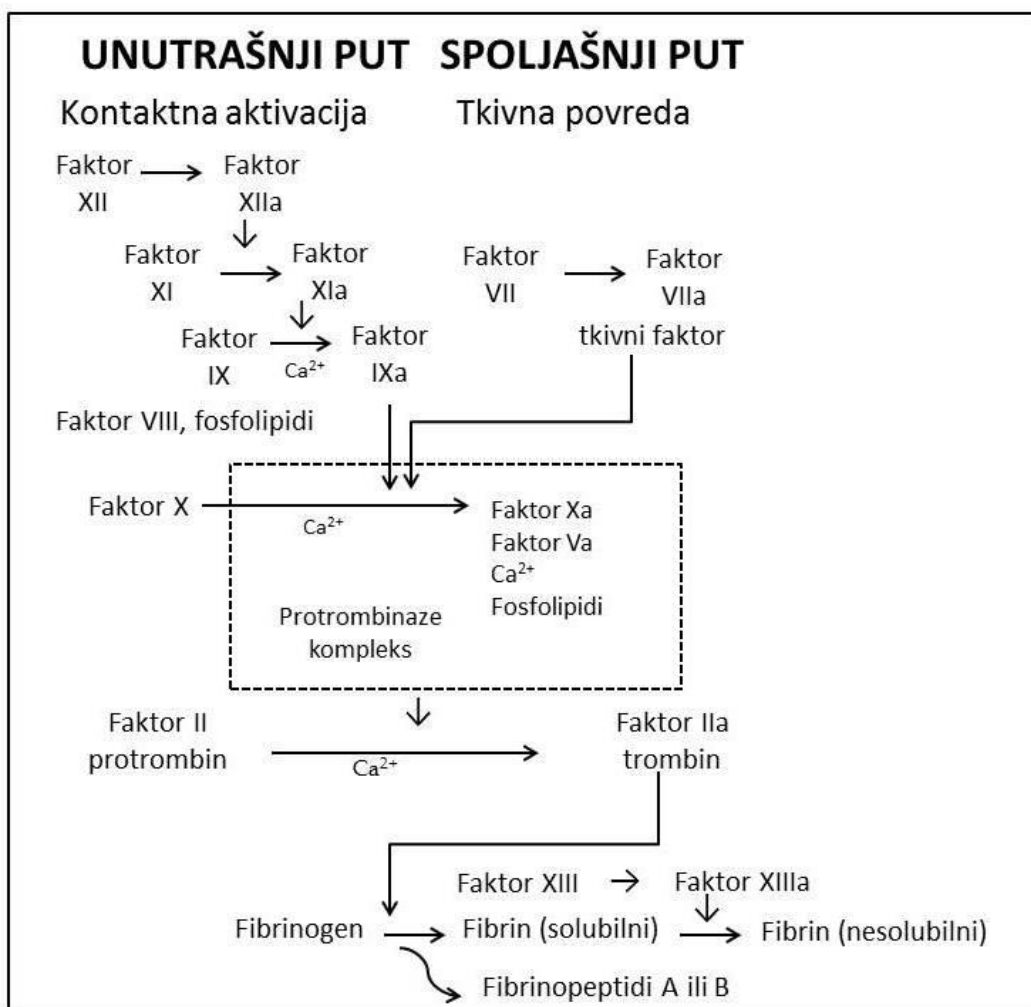 UNUTRAŠNJI PUT SPOLJAŠNJI PUT
Kontaktna aktivacija
Tkivna povreda
Faktor
XII
Faktor
XIIa
Faktor
XI
Faktor
XIa
Faktor
VII
Faktor
VIIa
Faktor
IX
Ca²⁺
Faktor
IXa
tkivni faktor
Faktor VIII, fosfolipidi
Faktor X
Ca²⁺
Faktor Xa
Faktor Va
Ca²⁺
Fosfolipidi
Protrombinaze
kompleks
Faktor II
protrombin
Ca²⁺
Faktor IIa
trombin
Faktor XIII
Faktor XIIIa
Fibrinogen
Fibrin (solubilni)
Fibrin (nesolubilni)
Fibrinopeptidi A ili B